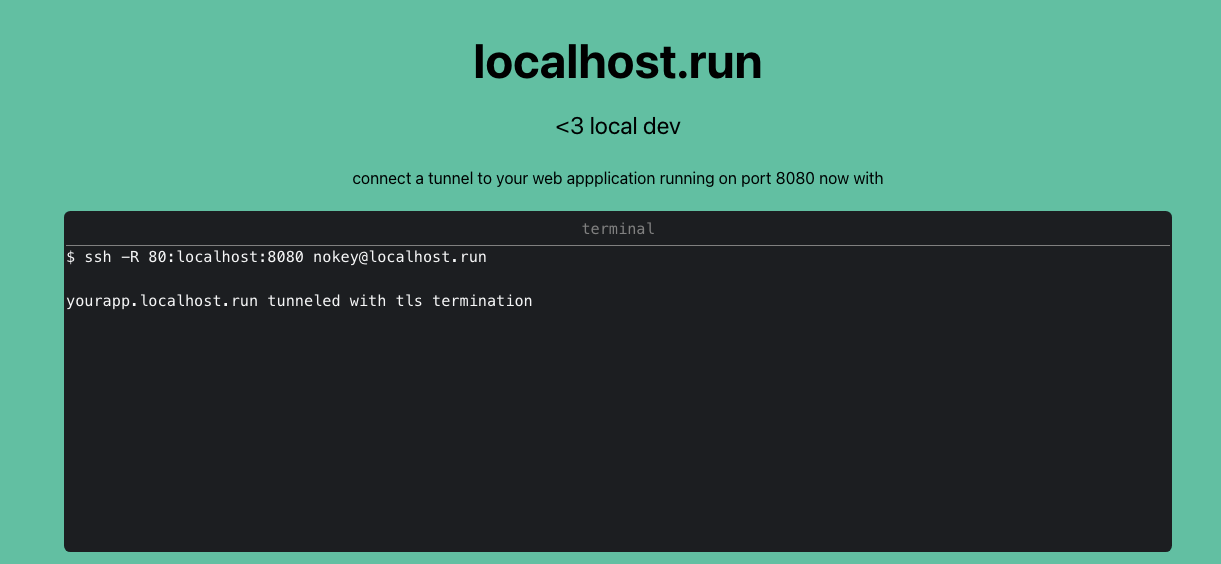 localhost.run
<3 local dev
connect a tunnel to your web appplication running on port 8080 now with
terminal
$ ssh -R 80:localhost:8080 nokey@localhost.run
yourapp.localhost.run tunneled with tls termination